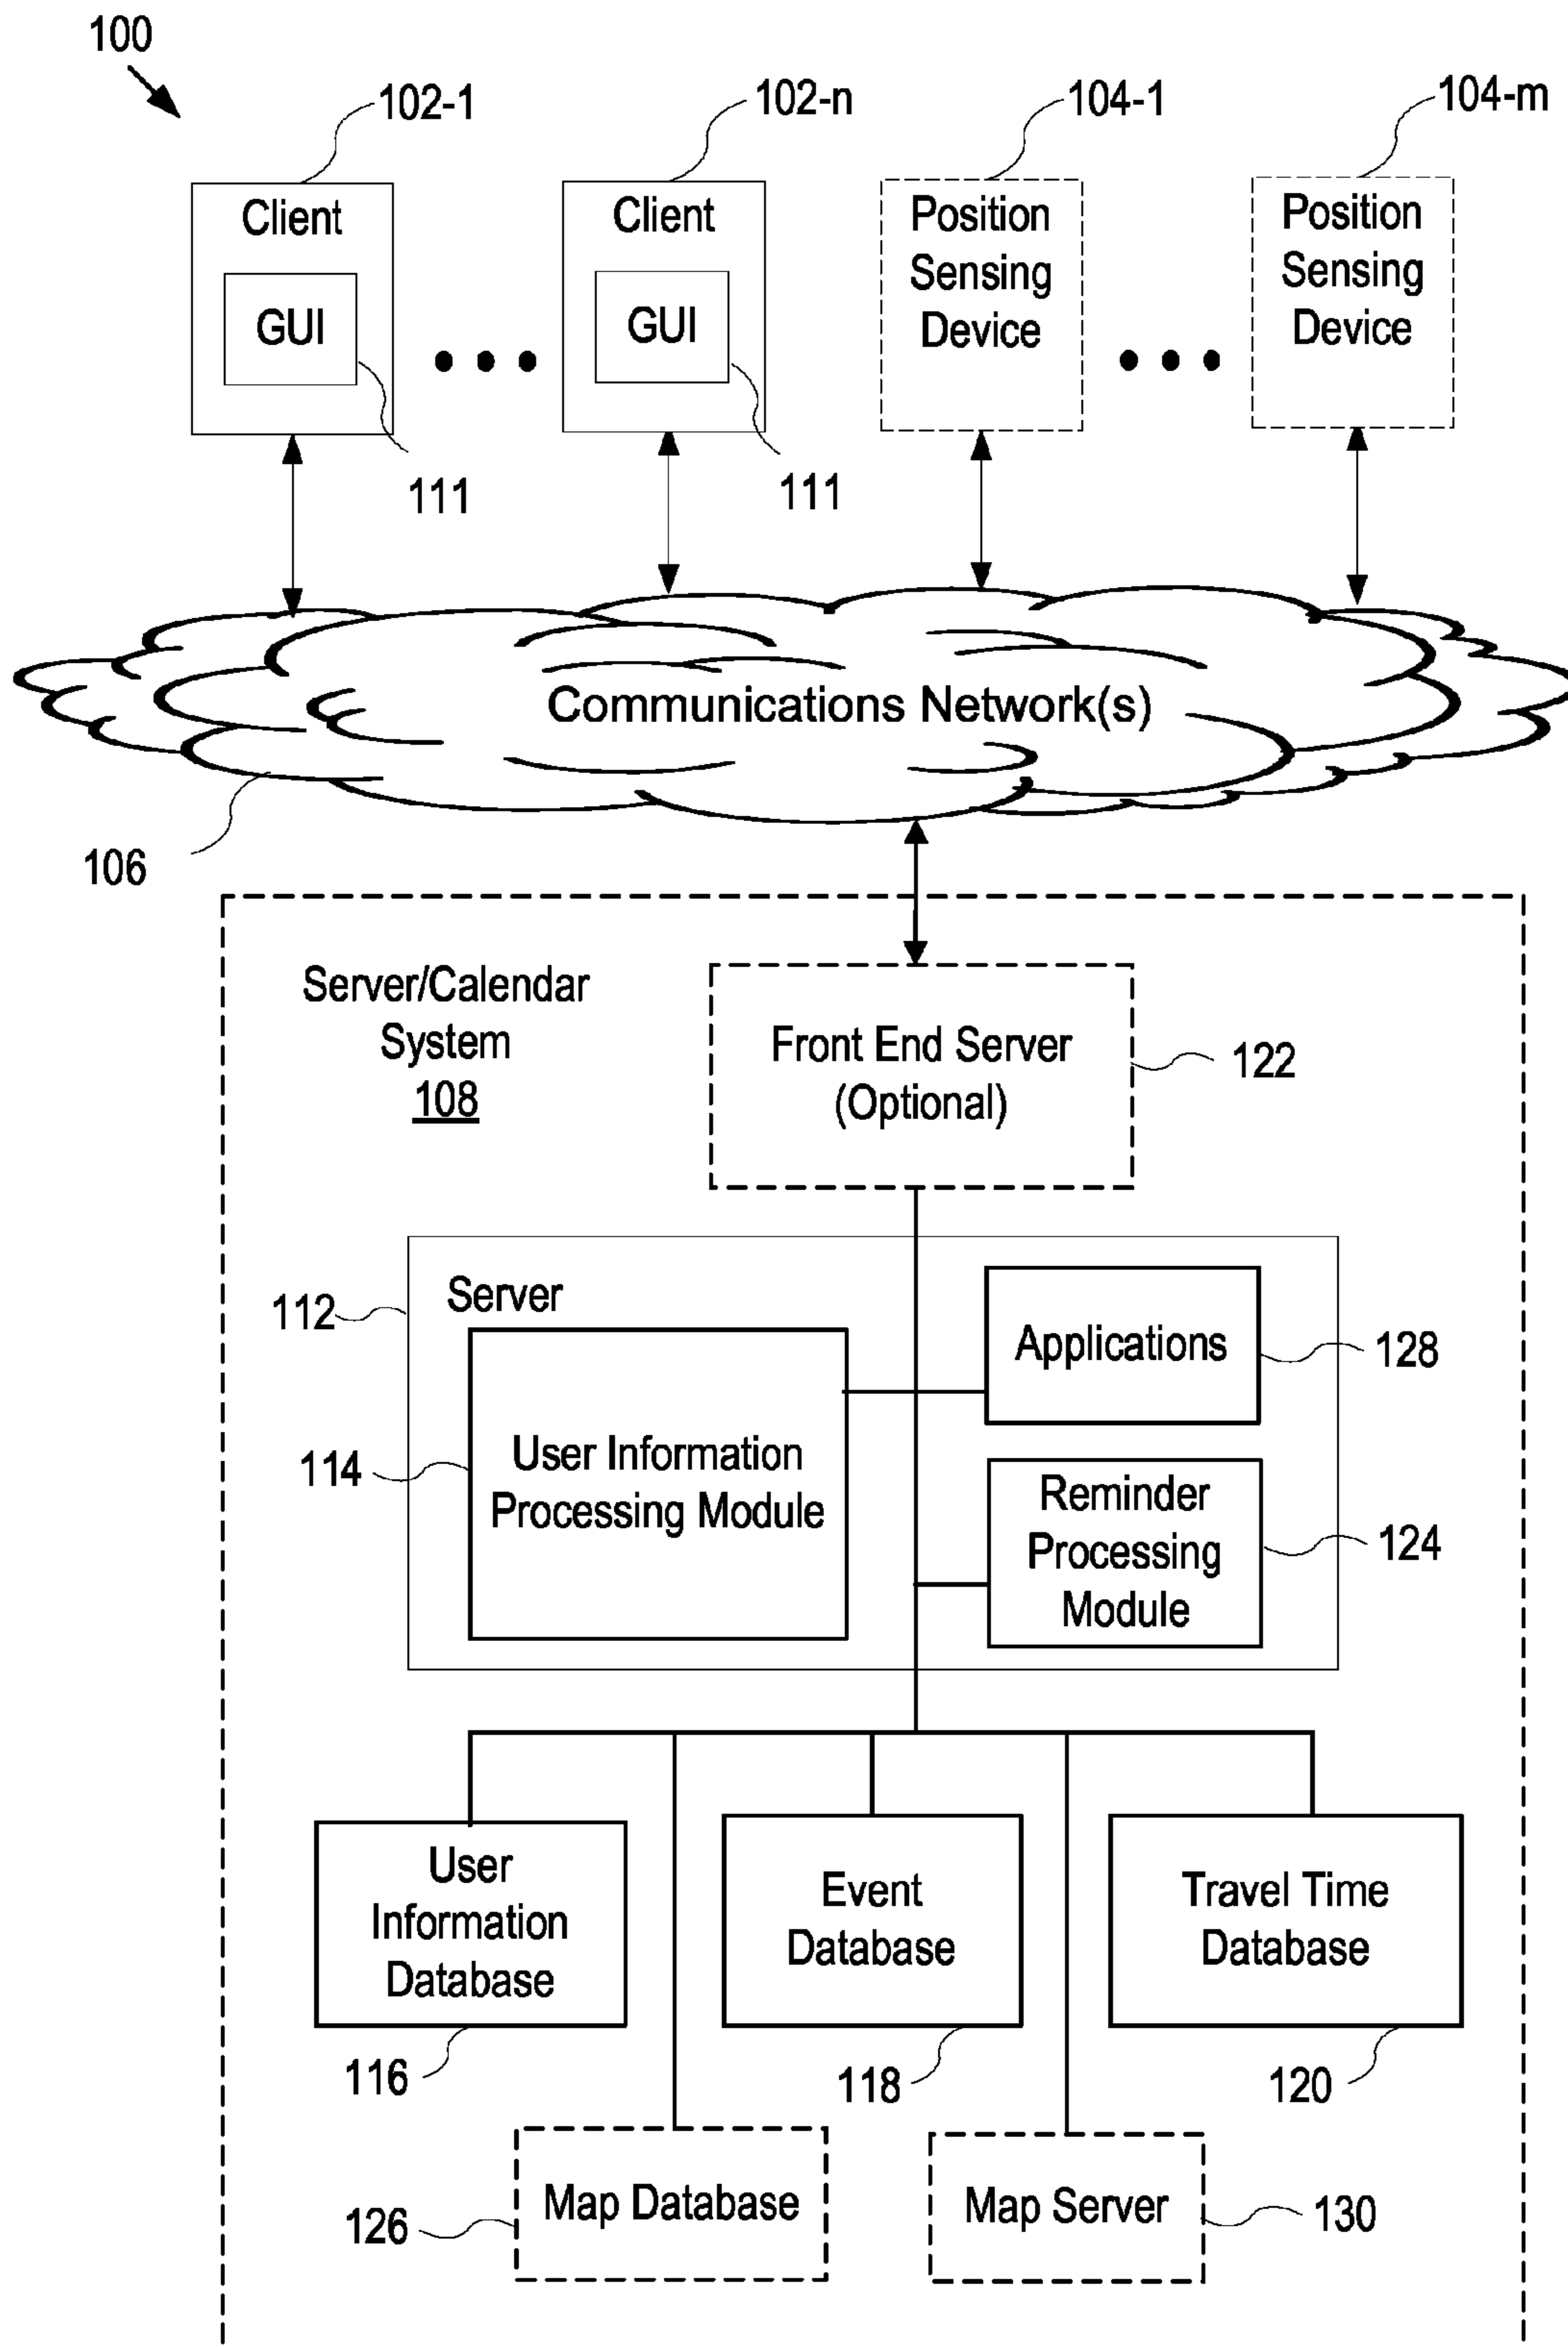 100
102-1
102-n
104-1
104-m
Client
GUI
111
Client
GUI
111
Position
Sensing
Device
Position
Sensing
Device
Communications Network(s)
106
Server/Calendar
System
108
Front End Server
(Optional)
122
112
Server
Applications
128
114
User Information
Processing Module
Reminder
Processing
Module
124
User
Information
Database
116
Event
Database
118
Travel Time
Database
120
Map Database
126
Map Server
130